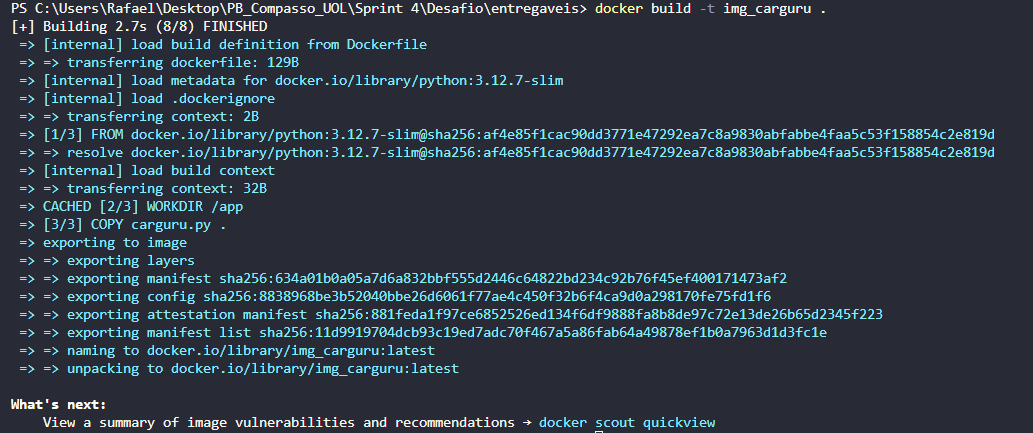 PS C:\Users\Rafael\Desktop\PB_Compasso_UOL\Sprint 4\Desafio\entregaveis> docker build -t img_carguru .
[+] Building 2.7s (8/8) FINISHED
=> [internal] load build definition from Dockerfile
=> => transferring dockerfile: 129B
=> [internal] load metadata for docker.io/library/python:3.12.7-slim
=> [internal] load .dockerignore
=> => transferring context: 2B
=> [1/3] FROM docker.io/library/python:3.12.7-slim@sha256:af4e85f1cac90dd3771e47292ea7c8a9830abfabbe4faa5c53f158854c2e819d
=> => resolve docker.io/library/python:3.12.7-slim@sha256:af4e85f1cac90dd3771e47292ea7c8a9830abfabbe4faa5c53f158854c2e819d
=> [internal] load build context
=> => transferring context: 32B
=> CACHED [2/3] WORKDIR /app
=> [3/3] COPY carguru.py .
=> exporting to image
=> => exporting layers
=> => exporting manifest sha256:634a01b0a05a7d6a832bbf555d2446c64822bd234c92b76f45ef400171473af2
=> => exporting config sha256:8838968be3b52040bbe26d6061f77ae4c450f32b6f4ca9d0a298170fe75fd1f6
=> => exporting attestation manifest sha256:881feda1f97ce6852526ed134f6df9888fa8b8de97c72e13de26b65d2345f223
=> => exporting manifest list sha256:11d9919704dcb93c19ed7adc70f467a5a86fab64a49878ef1b0a7963d1d3fc1e
=> => naming to docker.io/library/img_carguru:latest
=> => unpacking to docker.io/library/img_carguru:latest
What's next:
View a summary of image vulnerabilities and recommendations → docker scout quickview